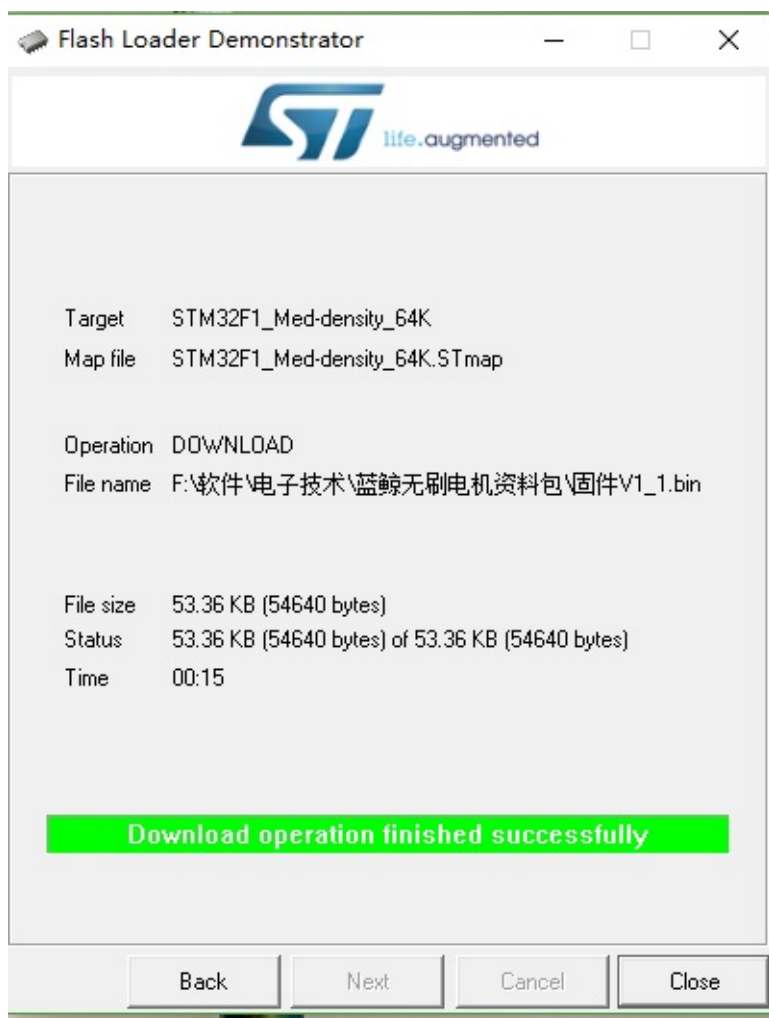 Flash Loader Demonstrator
ST life.augmented
Target STM32F1_Med-density_64K
Map file STM32F1_Med-density_64K.STmap
Operation DOWNLOAD
File name F:\软件\电子技术\蓝鲸无刷电机资料包\固件V1_1.bin
File size 53.36 KB (54640 bytes)
Status 53.36 KB (54640 bytes) of 53.36 KB (54640 bytes)
Time 00:15
Download operation finished successfully
Back Next Cancel Close